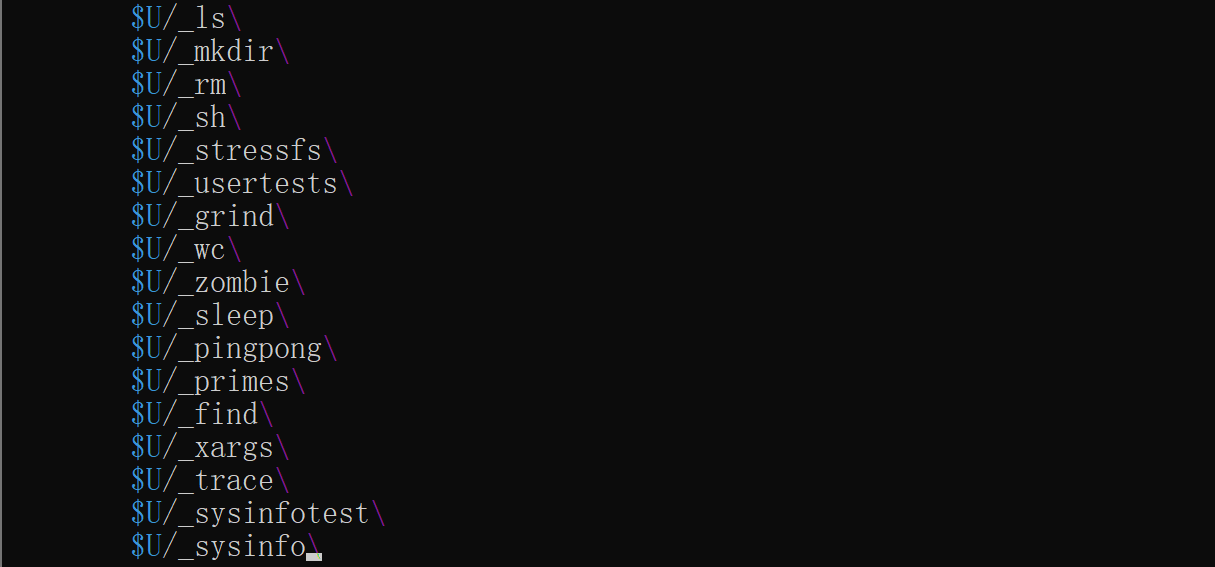 $U/_ls\
$U/_mkdir\
$U/_rm\
$U/_sh\
$U/_stressfs\
$U/_usertests\
$U/_grind\
$U/_wc\
$U/_zombie\
$U/_sleep\
$U/_pingpong\
$U/_primes\
$U/_find\
$U/_xargs\
$U/_trace\
$U/_sysinfotest\
$U/_sysinfo\